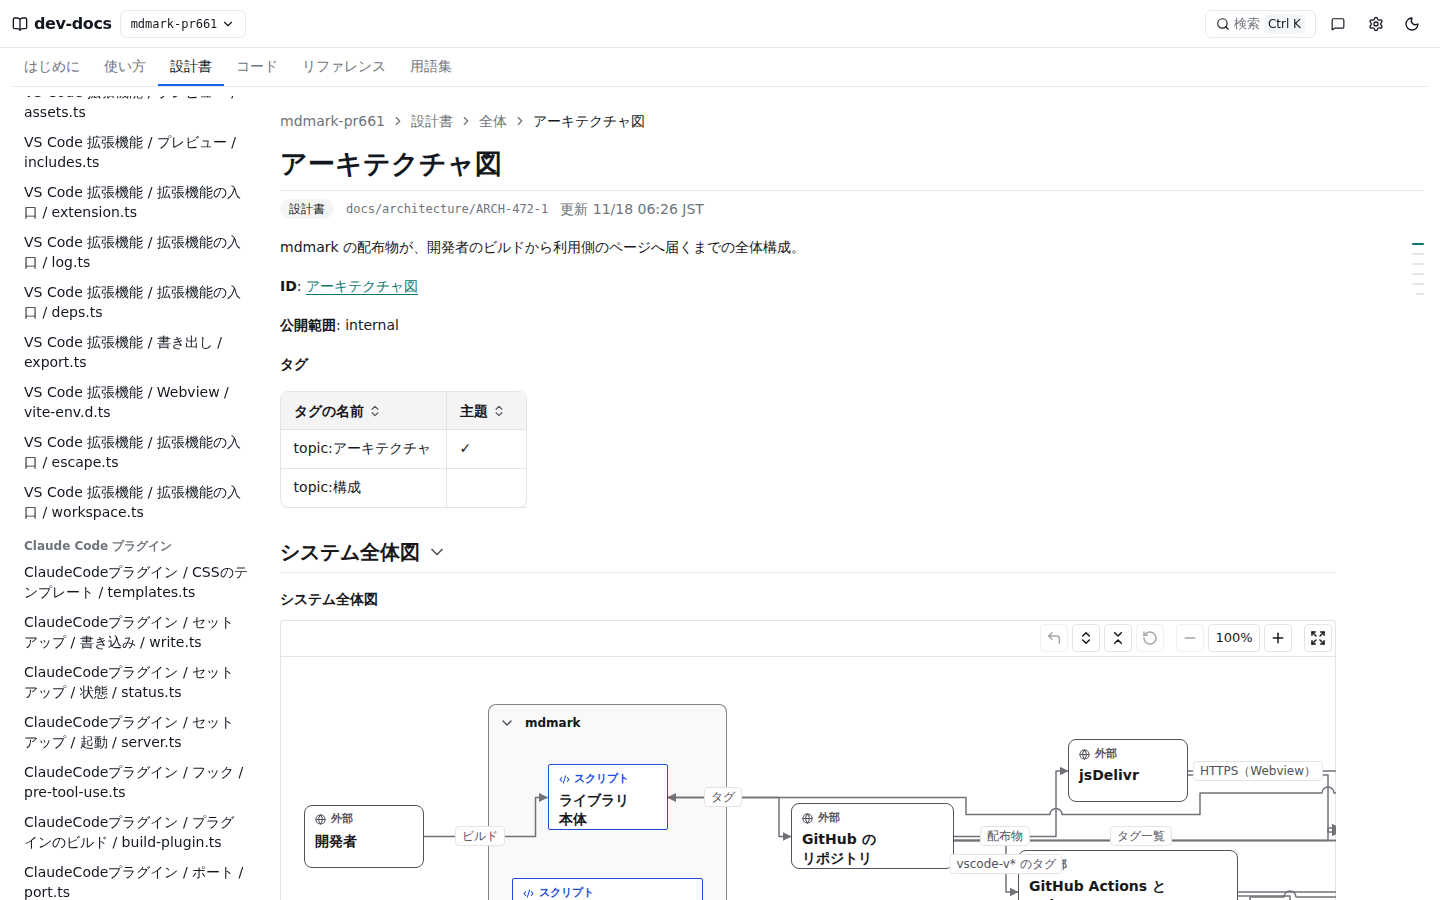 dev-docs
mdmark-pr661
検索 Ctrl K
はじめに
使い方
設計書
コード
リファレンス
用語集
assets.ts
VS Code 拡張機能 / プレビュー /
includes.ts
VS Code 拡張機能 / 拡張機能の入
口 / extension.ts
VS Code 拡張機能 / 拡張機能の入
口 / log.ts
VS Code 拡張機能 / 拡張機能の入
口 / deps.ts
VS Code 拡張機能 / 書き出し /
export.ts
VS Code 拡張機能 / Webview /
vite-env.d.ts
VS Code 拡張機能 / 拡張機能の入
口 / escape.ts
VS Code 拡張機能 / 拡張機能の入
口 / workspace.ts
Claude Code プラグイン
ClaudeCodeプラグイン / CSSのテ
ンプレート / templates.ts
ClaudeCodeプラグイン / セット
アップ / 書き込み / write.ts
ClaudeCodeプラグイン / セット
アップ / 状態 / status.ts
ClaudeCodeプラグイン / セット
アップ / 起動 / server.ts
ClaudeCodeプラグイン / フック /
pre-tool-use.ts
ClaudeCodeプラグイン / プラグ
インのビルド / build-plugin.ts
ClaudeCodeプラグイン / ポート /
port.ts
mdmark-pr661 > 設計書 > 全体 > アーキテクチャ図
アーキテクチャ図
設計書 docs/architecture/ARCH-472-1 更新 11/18 06:26 JST
mdmark の配布物が、開発者のビルドから利用側のページへ届くまでの全体構成。
ID: アーキテクチャ図
公開範囲: internal
タグ
タグの名前 主題
topic:アーキテクチャ ✓
topic:構成
システム全体図
システム全体図
100%
mdmark
外部
開発者
ビルド
スクリプト
ライブラリ
本体
スクリプト
タグ
外部
GitHub の
リポジトリ
配布物
vscode-v* のタグ
外部
jsDelivr
HTTPS（Webview）
タグ一覧
GitHub Actions と